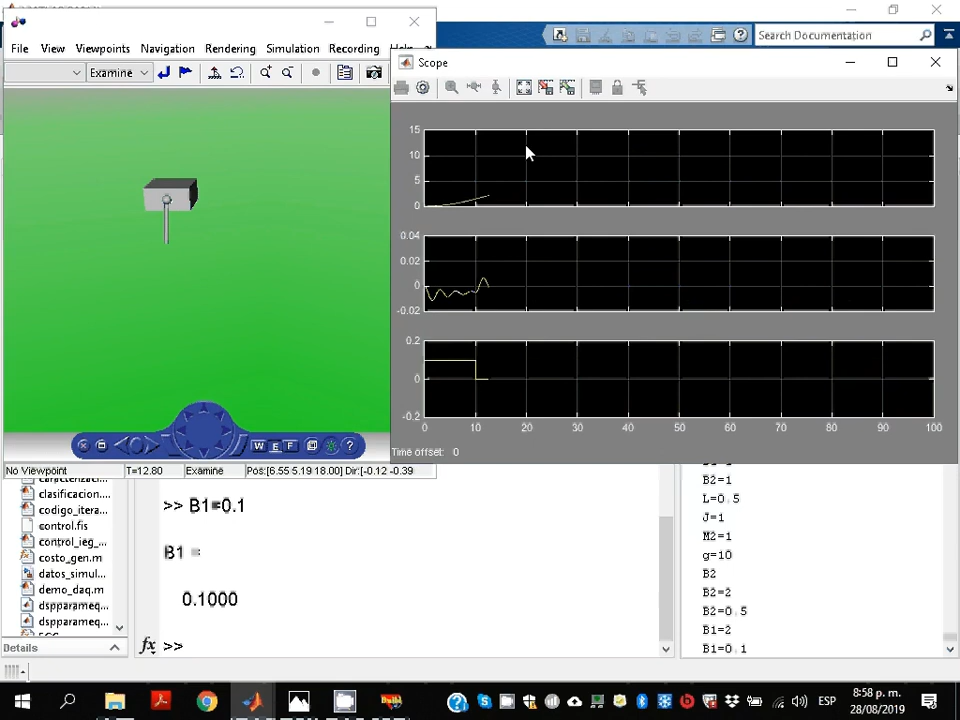 File View Viewpoints Navigation Rendering Simulation Recording Help
Search Documentation
Scope
Examine
15
10
5
0
0.04
0.02
0
-0.02
0.2
0
-0.2
0 10 20 30 40 50 60 70 80 90 100
Time offset: 0
W E F
No Viewpoint T=12.80 Examine Pos:[6.55 5.19 18.00] Dir:[-0.12 -0.39
clasificacion....
codigo_itera...
control.fis
control_ieg_...
costo_gen.m
datos_simul...
demo_daq.m
dspparameq...
dspparameq...
Details
>> B1=0.1
B1 =
0.1000
fx >>
B2=1
L=0.5
J=1
M2=1
g=10
B2
B2=2
B2=0.5
B1=2
B1=0.1
ESP
8:58 p. m.
28/08/2019